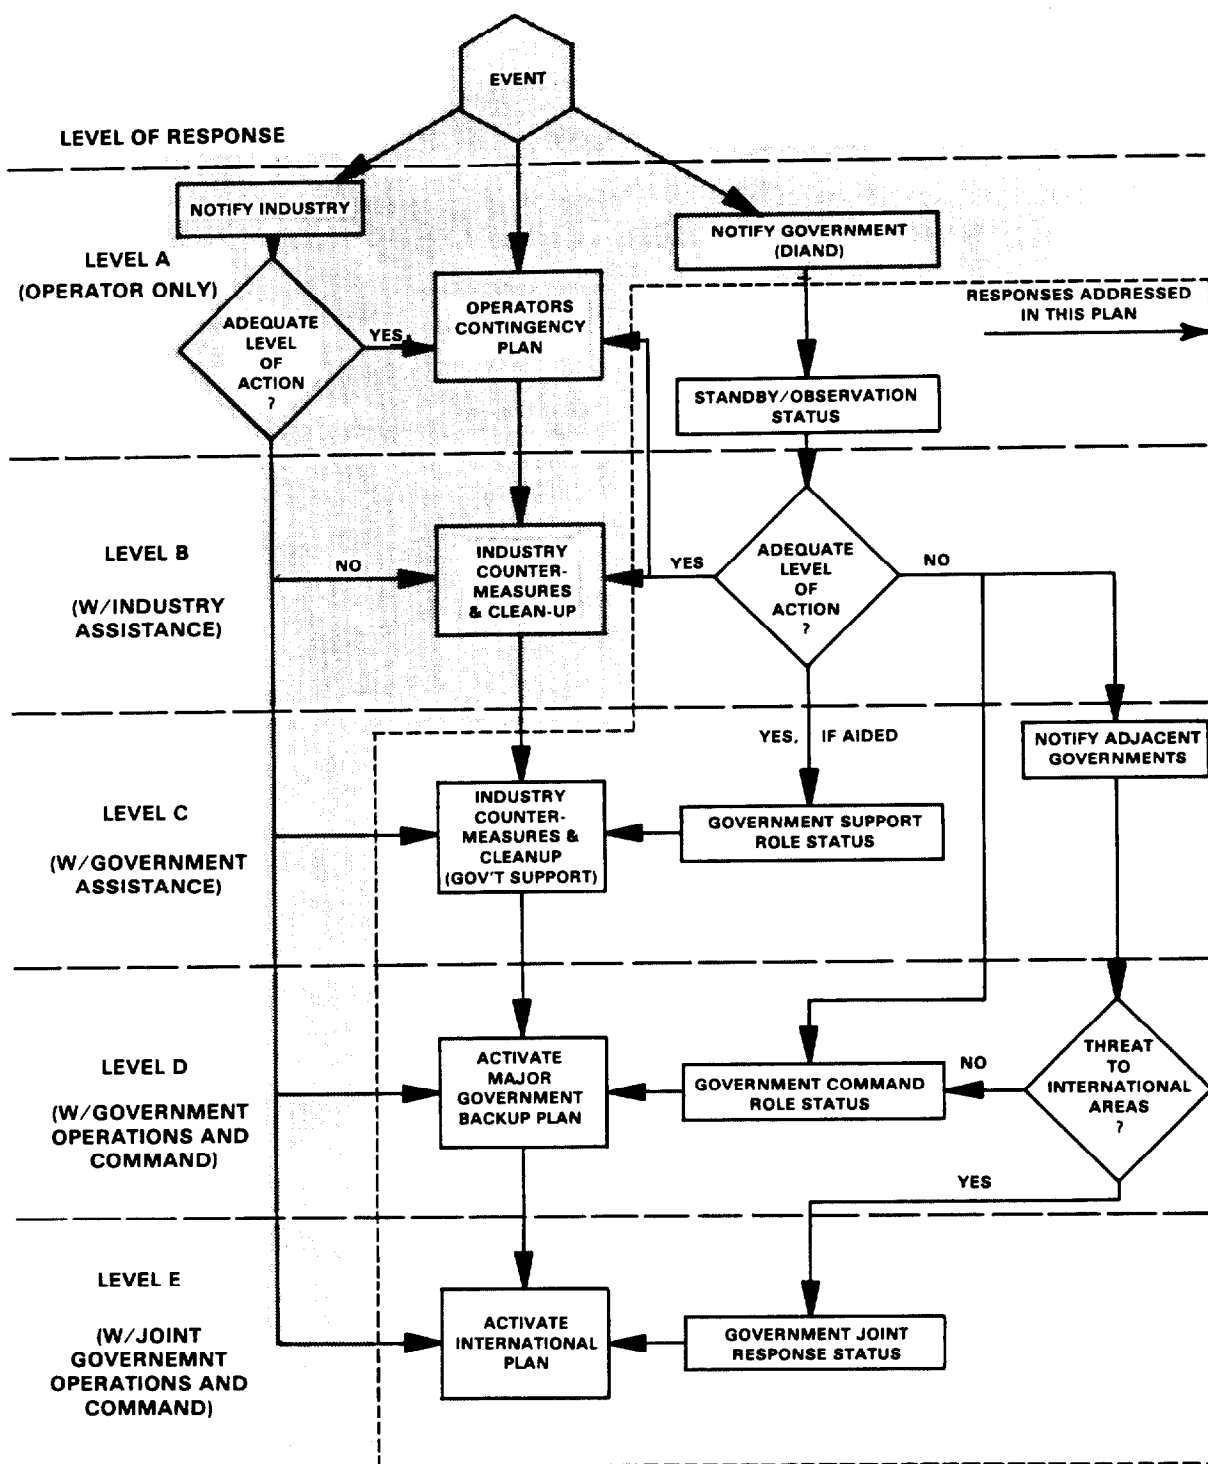 EVENT
LEVEL OF RESPONSE
NOTIFY INDUSTRY
NOTIFY GOVERNMENT
(DIAND)
LEVEL A
(OPERATOR ONLY)
ADEQUATE
LEVEL
OF
ACTION
?
YES.
OPERATORS
CONTINGENCY
PLAN
RESPONSES ADDRESSED
IN THIS PLAN
STANDBY/OBSERVATION
STATUS
LEVEL B
(W/INDUSTRY
ASSISTANCE)
NO
INDUSTRY
COUNTER-
MEASURES
& CLEAN-UP
YES
ADEQUATE
LEVEL
OF
ACTION
?
NO
YES, IF AIDED
NOTIFY ADJACENT
GOVERNMENTS
LEVEL C
(W/GOVERNMENT
ASSISTANCE)
INDUSTRY
COUNTER-
MEASURES &
CLEANUP
(GOV'T SUPPORT)
GOVERNMENT SUPPORT
ROLE STATUS
LEVEL D
(W/GOVERNMENT
OPERATIONS AND
COMMAND)
ACTIVATE
MAJOR
GOVERNMENT
BACKUP PLAN
GOVERNMENT COMMAND
ROLE STATUS
NO
THREAT
TO
INTERNATIONAL
AREAS
?
YES
LEVEL E
(W/JOINT
GOVERNEMNT
OPERATIONS AND
COMMAND)
ACTIVATE
INTERNATIONAL
PLAN
GOVERNMENT JOINT
RESPONSE STATUS